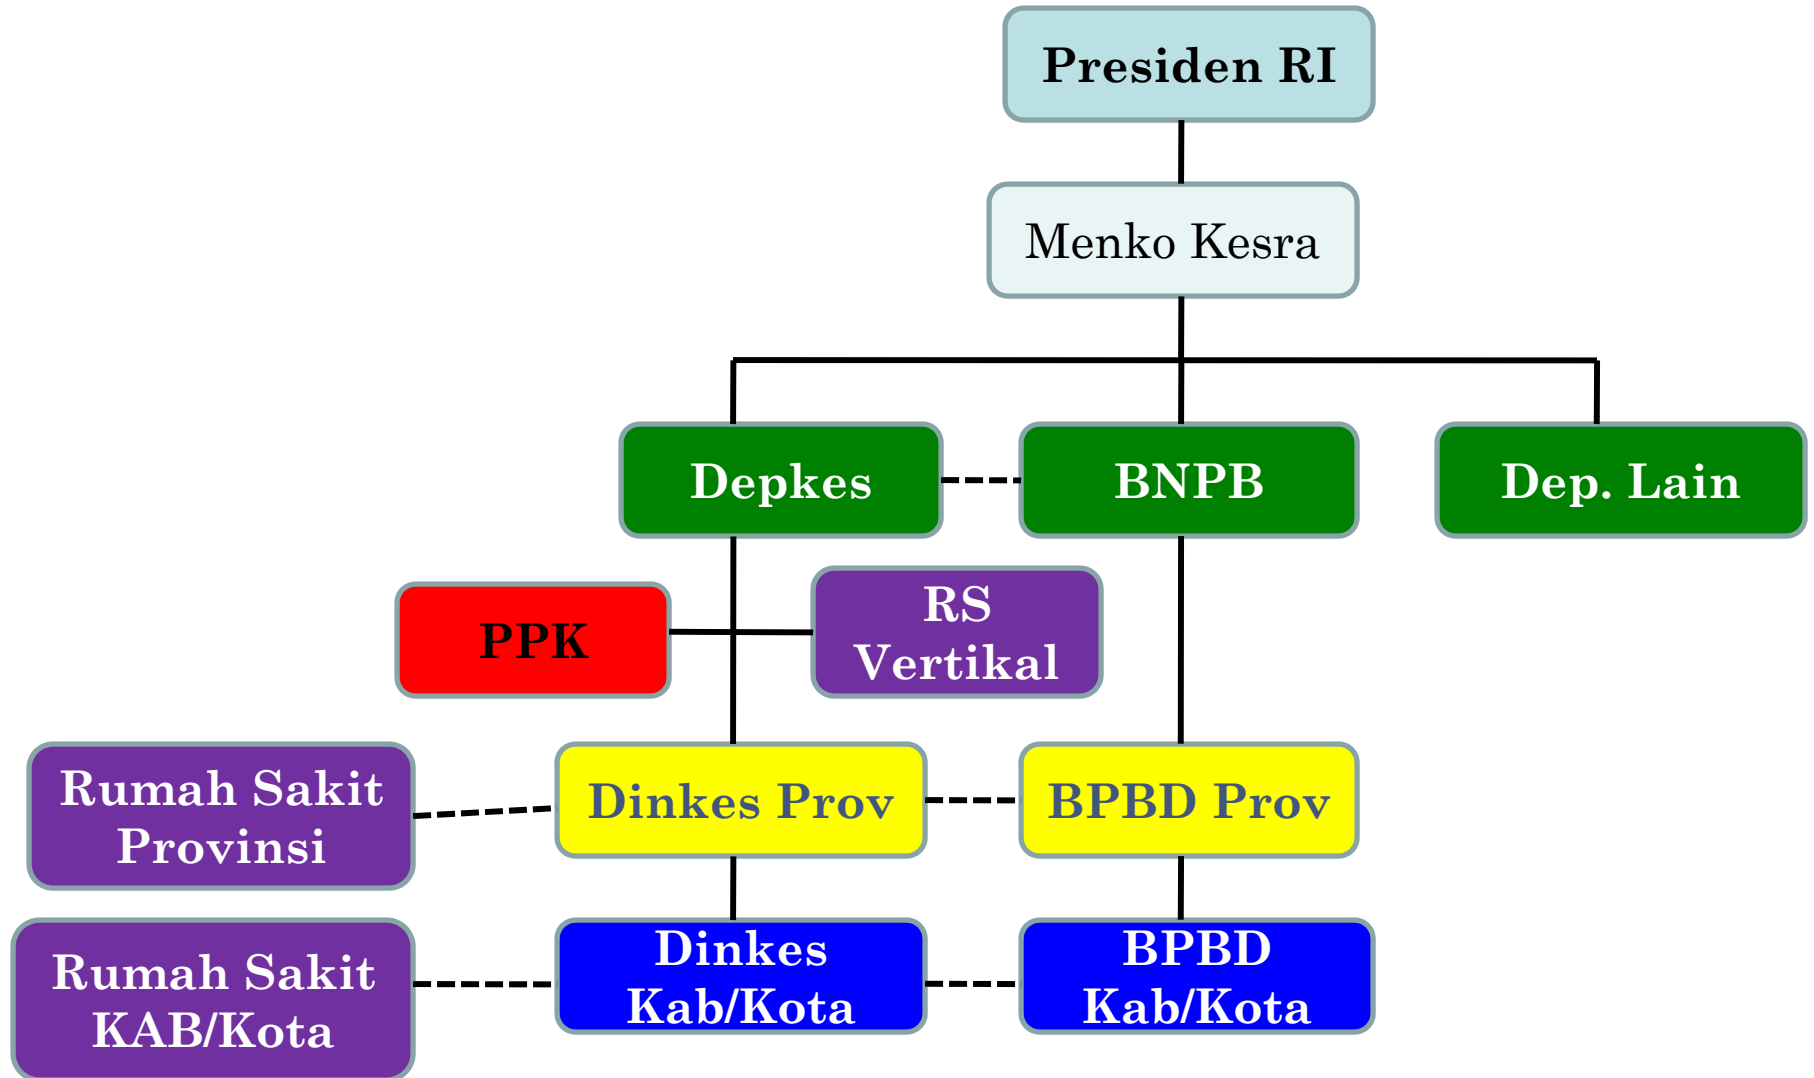 Presiden RI
Menko Kesra
Depkes
BNPB
Dep. Lain
PPK
RS
Vertikal
Rumah Sakit
Provinsi
Dinkes Prov
BPBD Prov
Rumah Sakit
KAB/Kota
Dinkes
Kab/Kota
BPBD
Kab/Kota